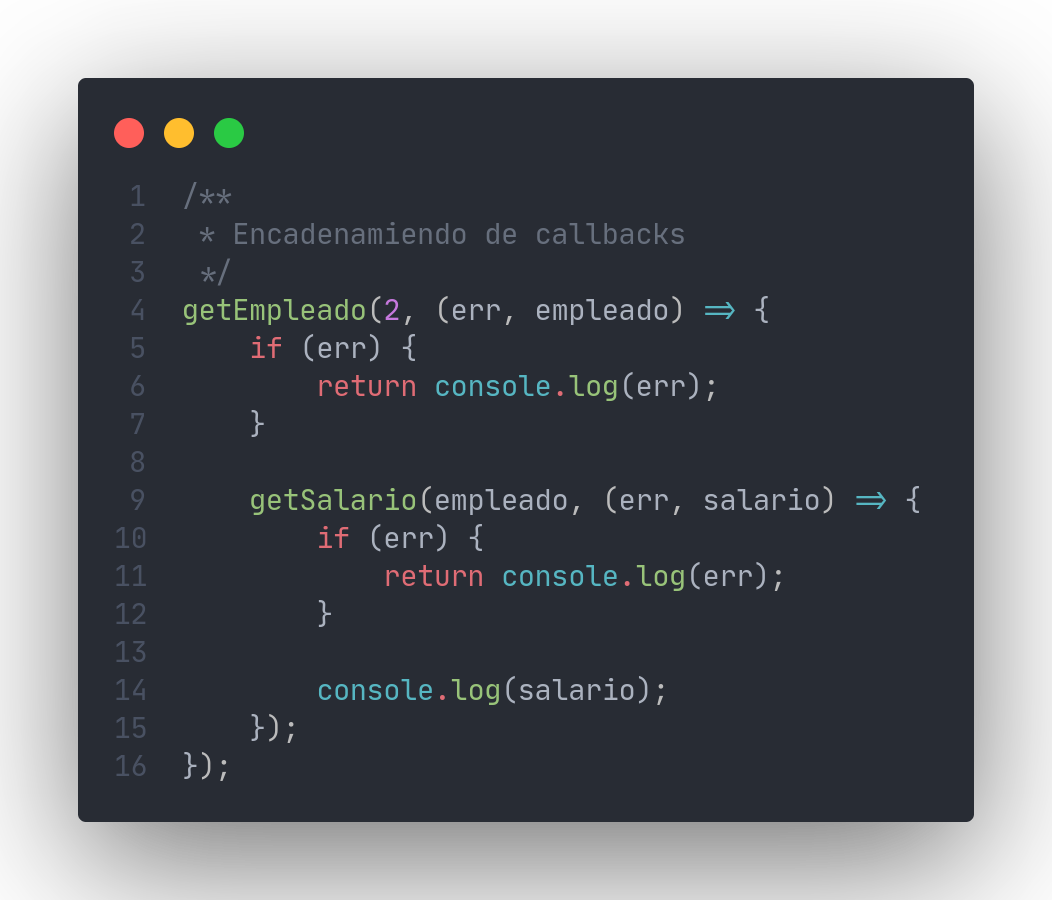 1 /**
2  * Encadenamiendo de callbacks
3  */
4 getEmpleado(2, (err, empleado) => {
5     if (err) {
6         return console.log(err);
7     }
8
9     getSalario(empleado, (err, salario) => {
10         if (err) {
11             return console.log(err);
12         }
13
14         console.log(salario);
15     });
16 });